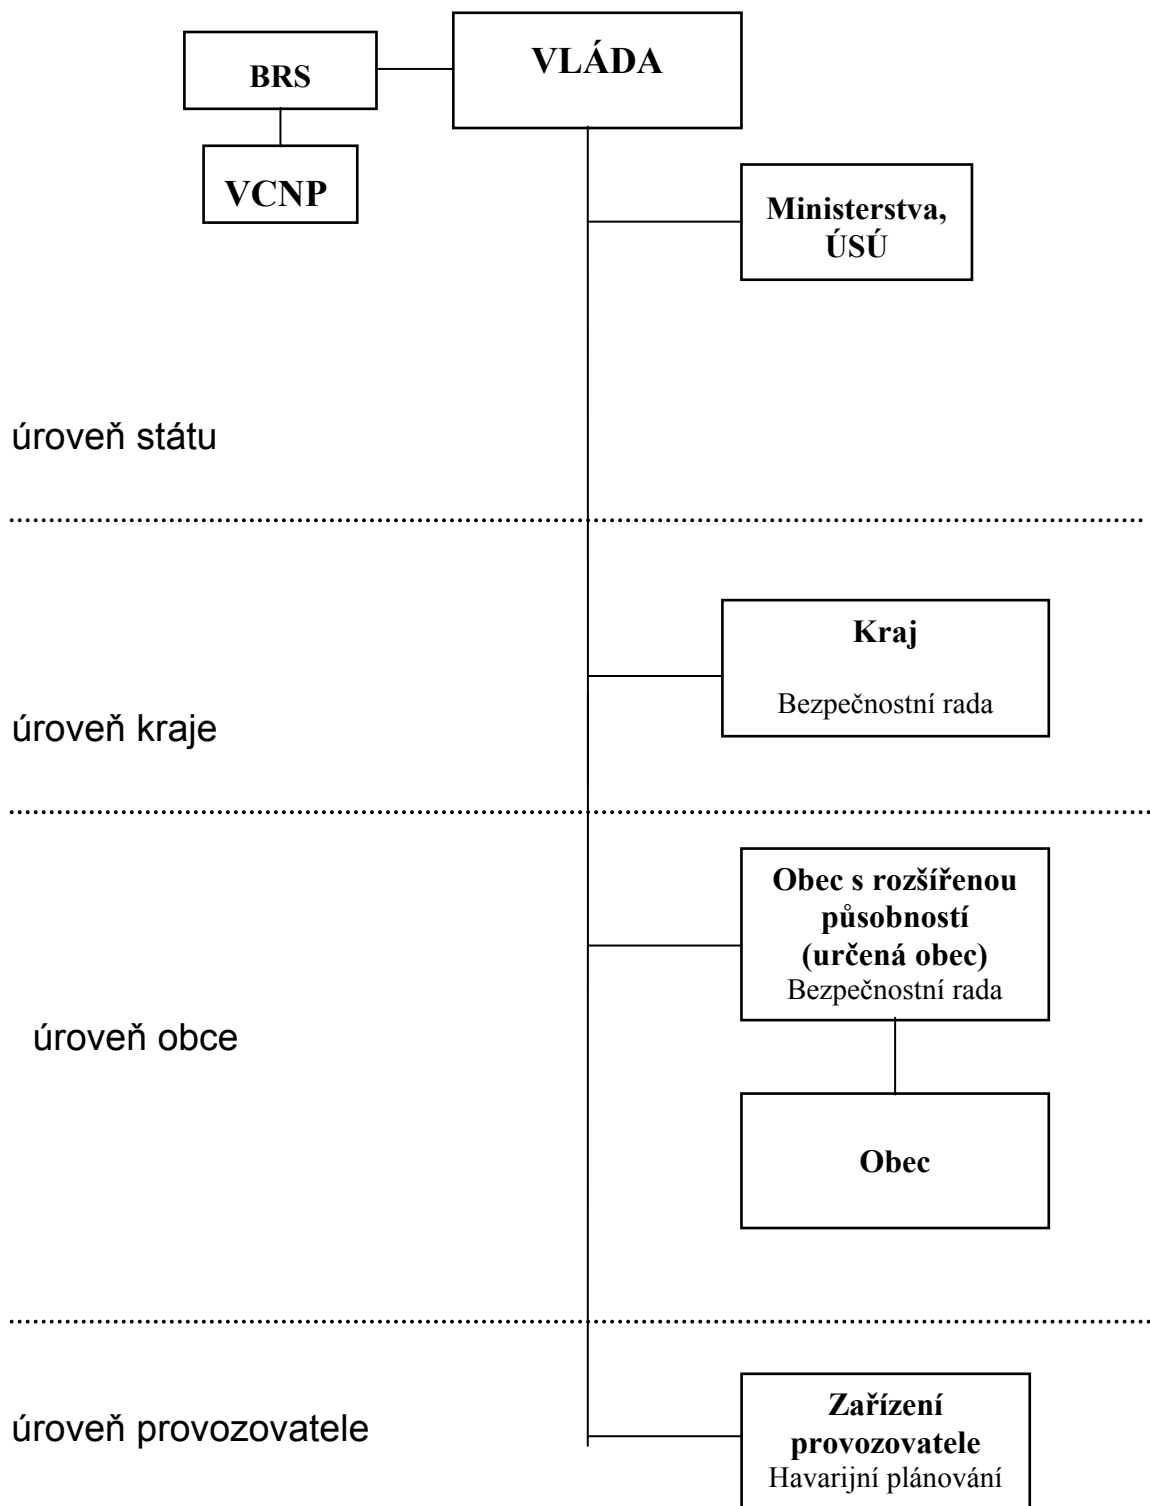 VLÁDA
BRS
VCNP
Ministerstva,
ÚSÚ
úroveň státu
Kraj
Bezpečnostní rada
úroveň kraje
Obec s rozšířenou
působností
(určená obec)
Bezpečnostní rada
úroveň obce
Obec
Zařízení
provozovatele
Havarijní plánování
úroveň provozovatele